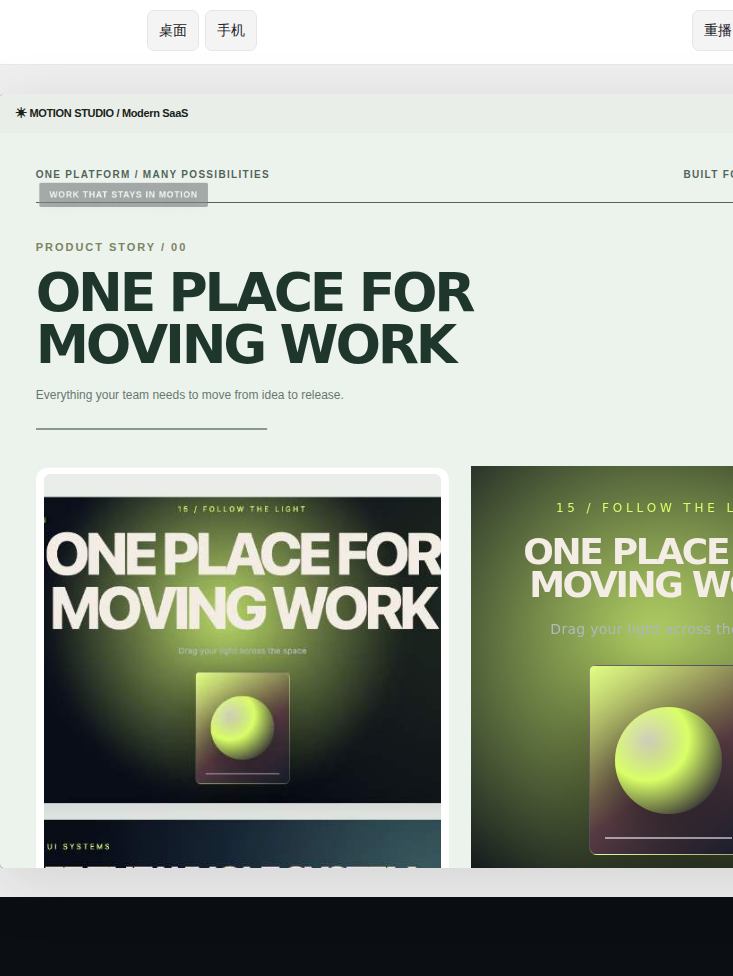 桌面 手机 重播
✴ MOTION STUDIO / Modern SaaS
ONE PLATFORM / MANY POSSIBILITIES
BUILT
WORK THAT STAYS IN MOTION
PRODUCT STORY / 00
ONE PLACE FOR
MOVING WORK
Everything your team needs to move from idea to release.
15 / FOLLOW THE LIGHT
ONE PLACE FOR
MOVING WORK
Drag your light across the space
UI SYSTEMS
15 / FOLLOW THE L
ONE PLACE
MOVING WO
Drag your light across the